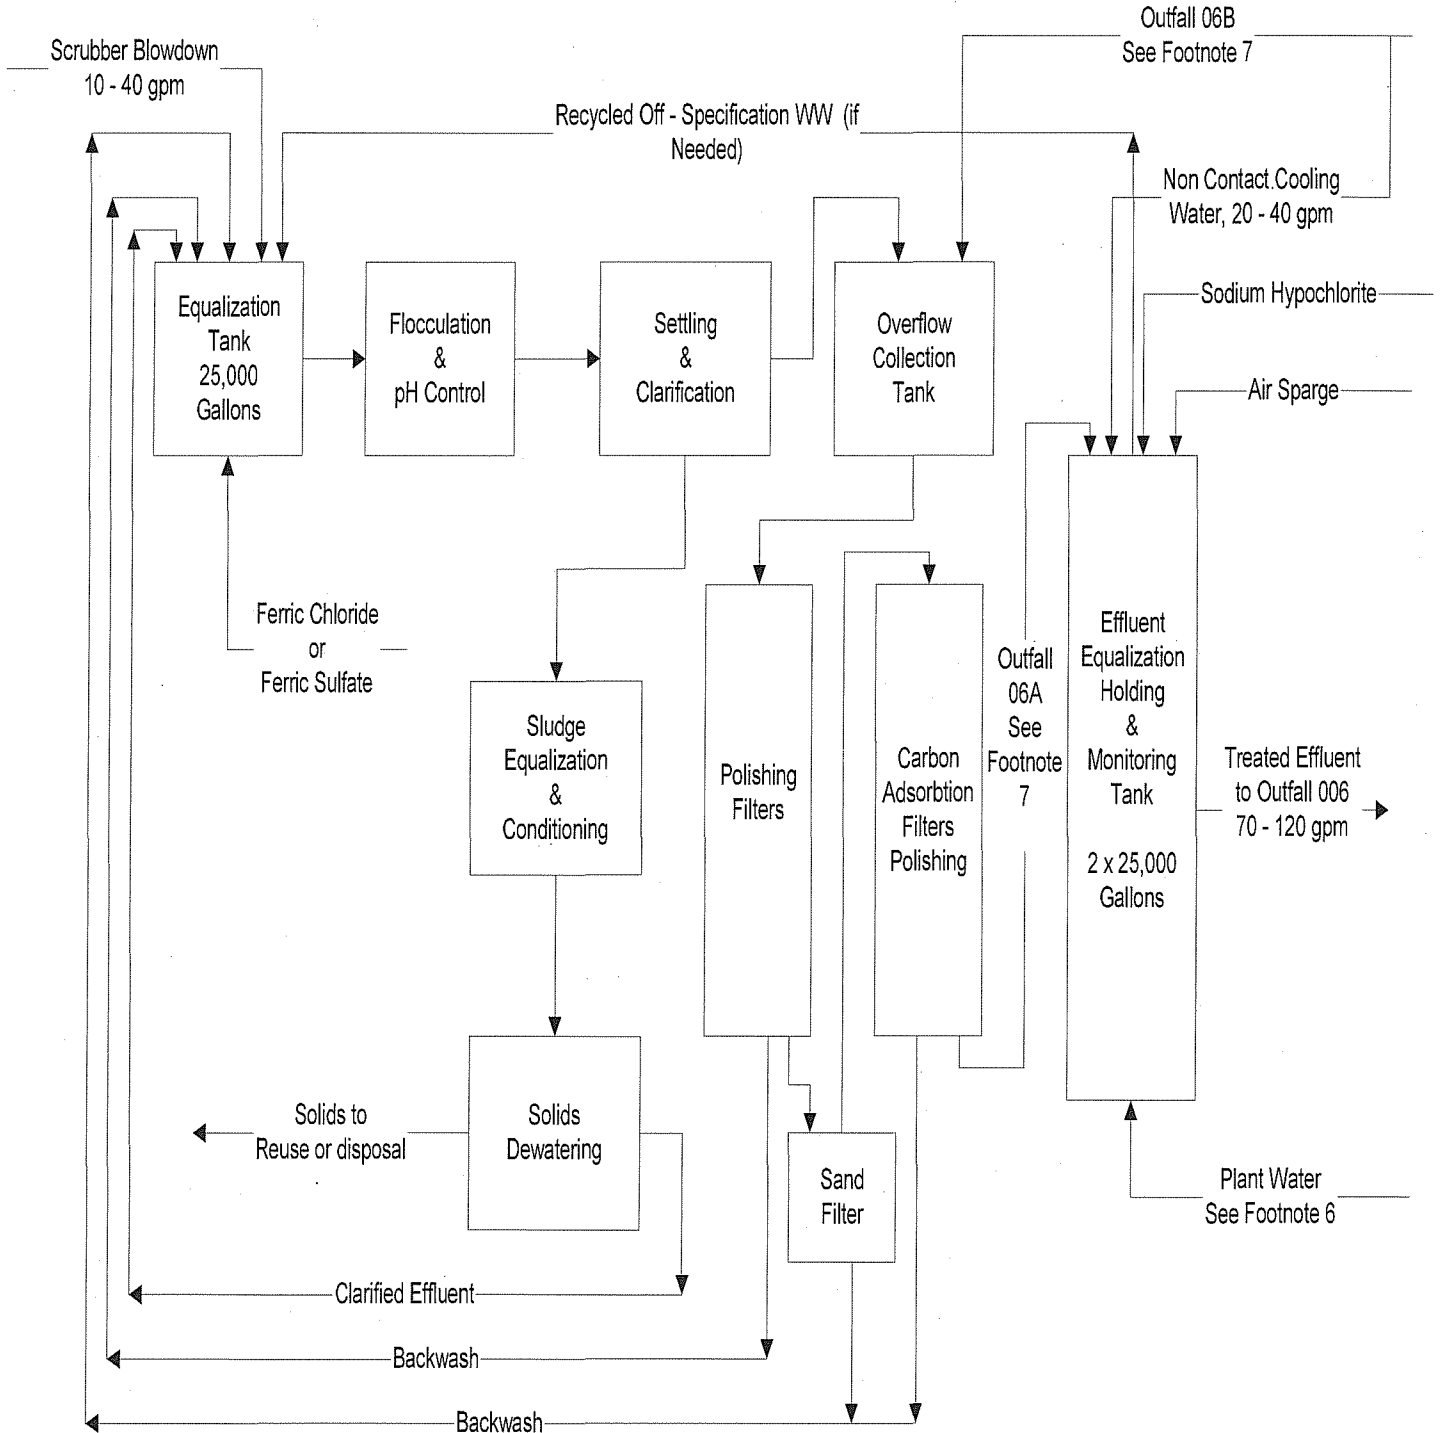 Outfall 06B
See Footnote 7
Scrubber Blowdown
10 - 40 gpm
Recycled Off - Specification WW (if
Needed)
Non Contact.Cooling
Water, 20 - 40 gpm
Sodium Hypochlorite
Air Sparge
Equalization
Tank
25,000
Gallons
Flocculation
&
pH Control
Settling
&
Clarification
Overflow
Collection
Tank
Ferric Chloride
or
Ferric Sulfate
Sludge
Equalization
&
Conditioning
Polishing
Filters
Carbon
Adsorbtion
Filters
Polishing
Outfall
06A
See
Footnote
7
Effluent
Equalization
Holding
&
Monitoring
Tank
2 x 25,000
Gallons
Treated Effluent
to Outfall 006
70 - 120 gpm
Solids to
Reuse or disposal
Solids
Dewatering
Sand
Filter
Plant Water
See Footnote 6
Clarified Effluent
Backwash
Backwash